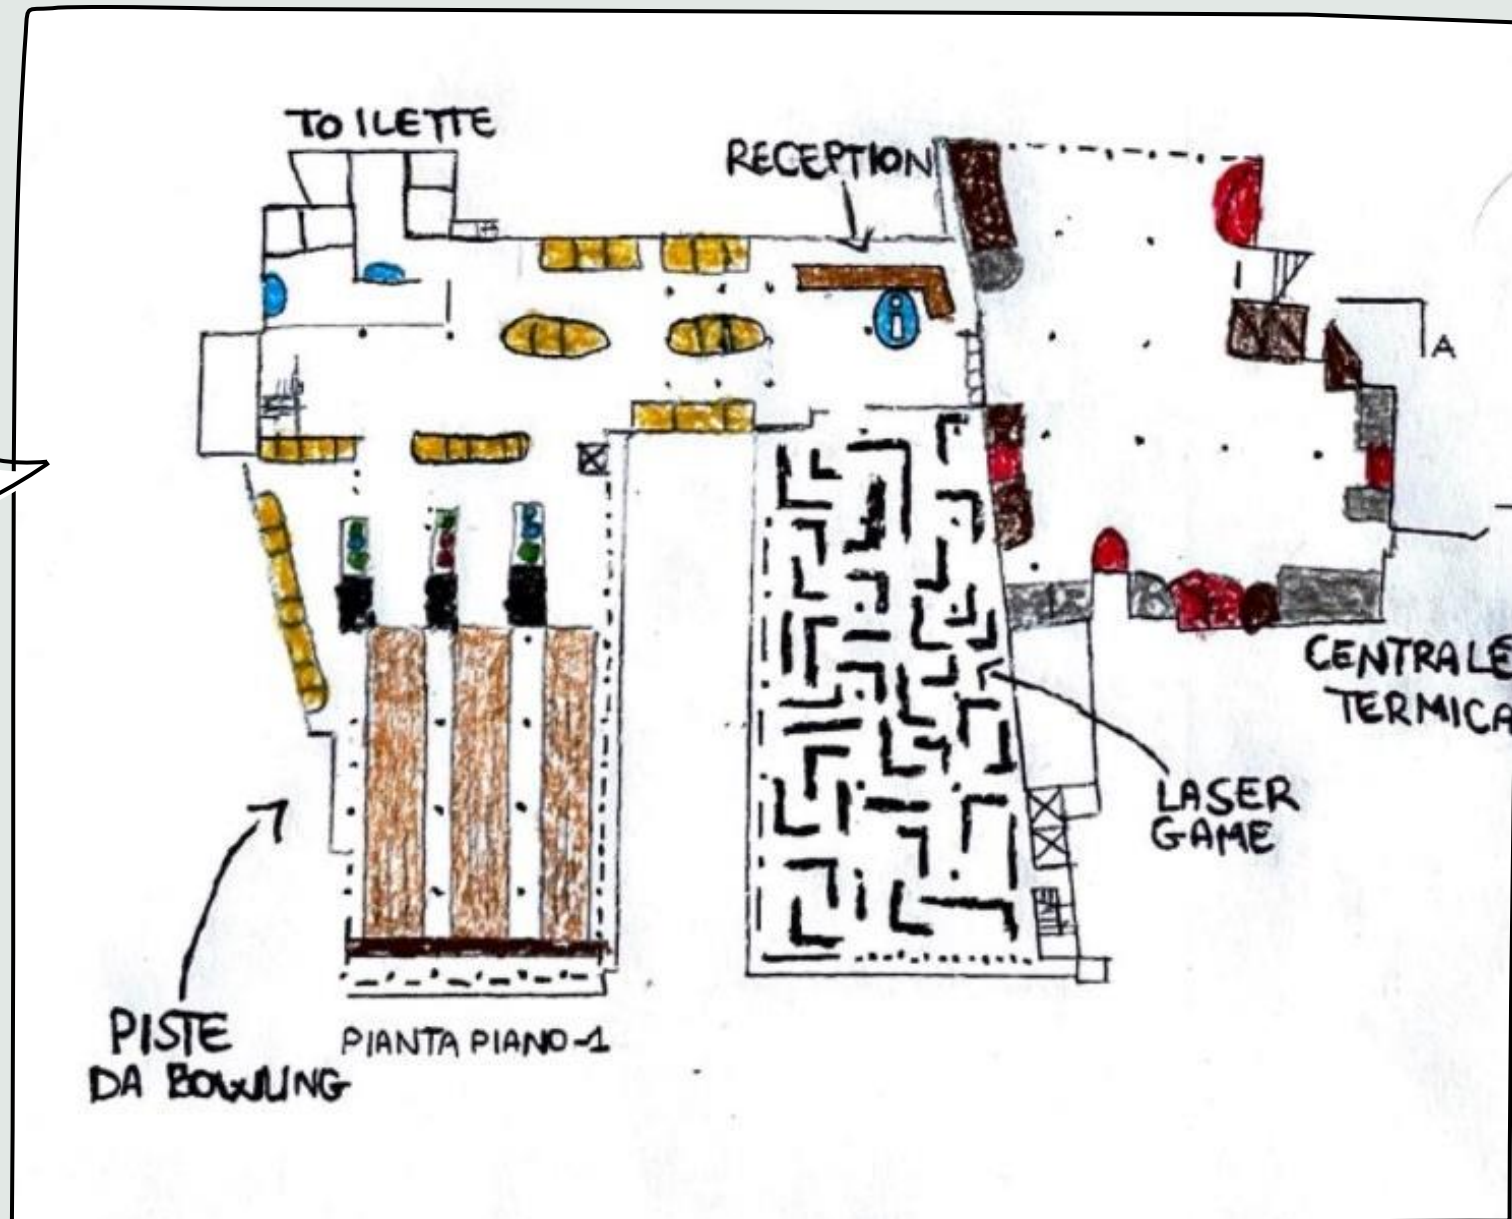 TOILETTE
RECEPTION
A
CENTRALE
TERMICA
LASER
GAME
PISTE
DA BOWLING
PIANTA PIANO-1